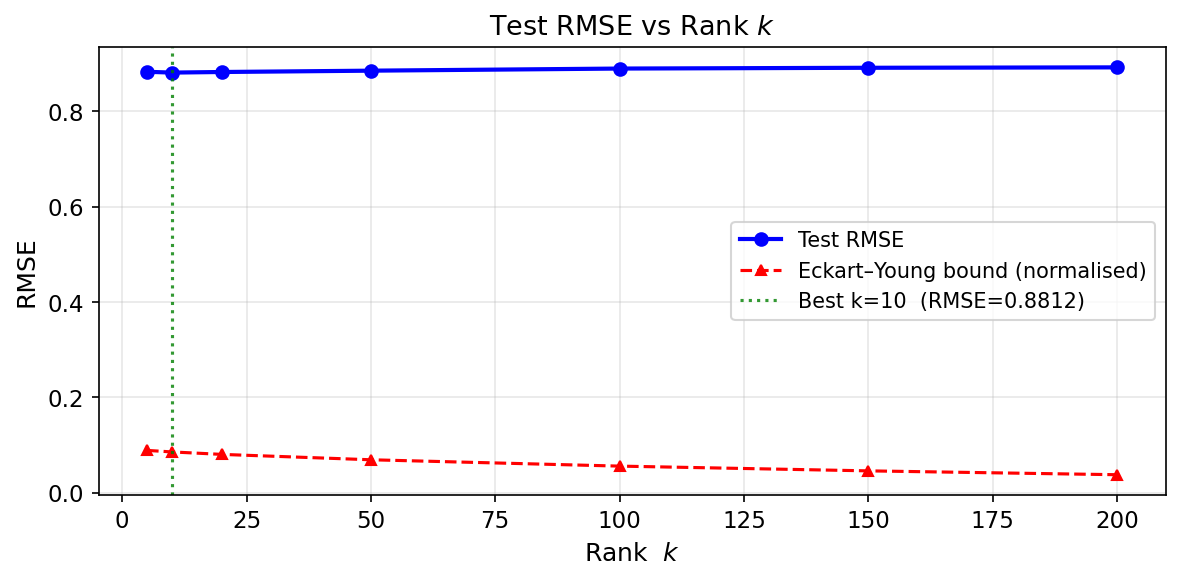 Test RMSE vs Rank k
RMSE
0.8
0.6
0.4
0.2
0.0
Test RMSE
Eckart–Young bound (normalised)
Best k=10 (RMSE=0.8812)
0 25 50 75 100 125 150 175 200
Rank k